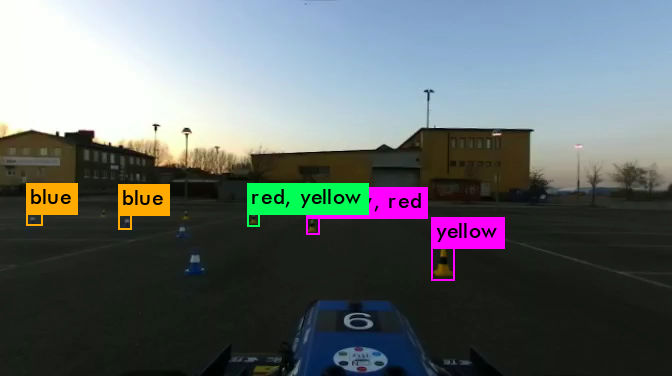 blue
blue
red, yellow
, red
yellow
6